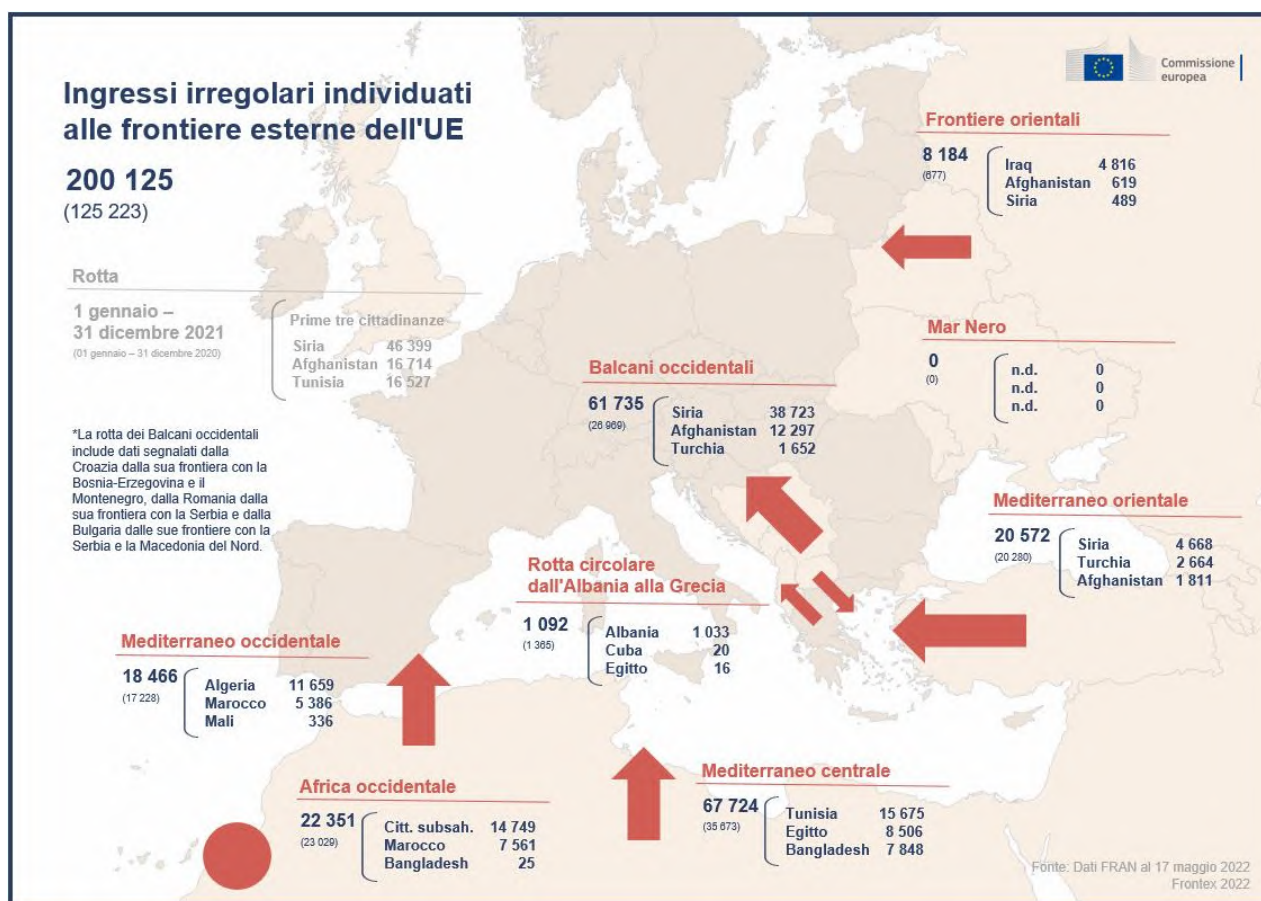 Ingressi irregolari individuati
alle frontiere esterne dell'UE
200 125
(125 223)
Commissione
europea
Rotta
1 gennaio –
31 dicembre 2021
(01 gennaio – 31 dicembre 2020)
Prime tre cittadinanze
Siria 46 399
Afghanistan 16 714
Tunisia 16 527
*La rotta dei Balcani occidentali
include dati segnalati dalla
Croazia dalla sua frontiera con la
Bosnia-Erzegovina e il
Montenegro, dalla Romania dalla
sua frontiera con la Serbia e dalla
Bulgaria dalle sue frontiere con la
Serbia e la Macedonia del Nord.
Frontiere orientali
8 184
(677)
Iraq 4 816
Afghanistan 619
Siria 489
Mar Nero
0
(0)
n.d. 0
n.d. 0
n.d. 0
Balcani occidentali
61 735
(26 969)
Siria 38 723
Afghanistan 12 297
Turchia 1 652
Mediterraneo orientale
20 572
(20 280)
Siria 4 668
Turchia 2 664
Afghanistan 1 811
Rotta circolare
dall'Albania alla Grecia
1 092
(1 365)
Albania 1 033
Cuba 20
Egitto 16
Mediterraneo occidentale
18 466
(17 228)
Algeria 11 659
Marocco 5 386
Mali 336
Africa occidentale
22 351
(23 029)
Citt. subsah. 14 749
Marocco 7 561
Bangladesh 25
Mediterraneo centrale
67 724
(35 673)
Tunisia 15 675
Egitto 8 506
Bangladesh 7 848
Fonte: Dati FRAN al 17 maggio 2022
Frontex 2022